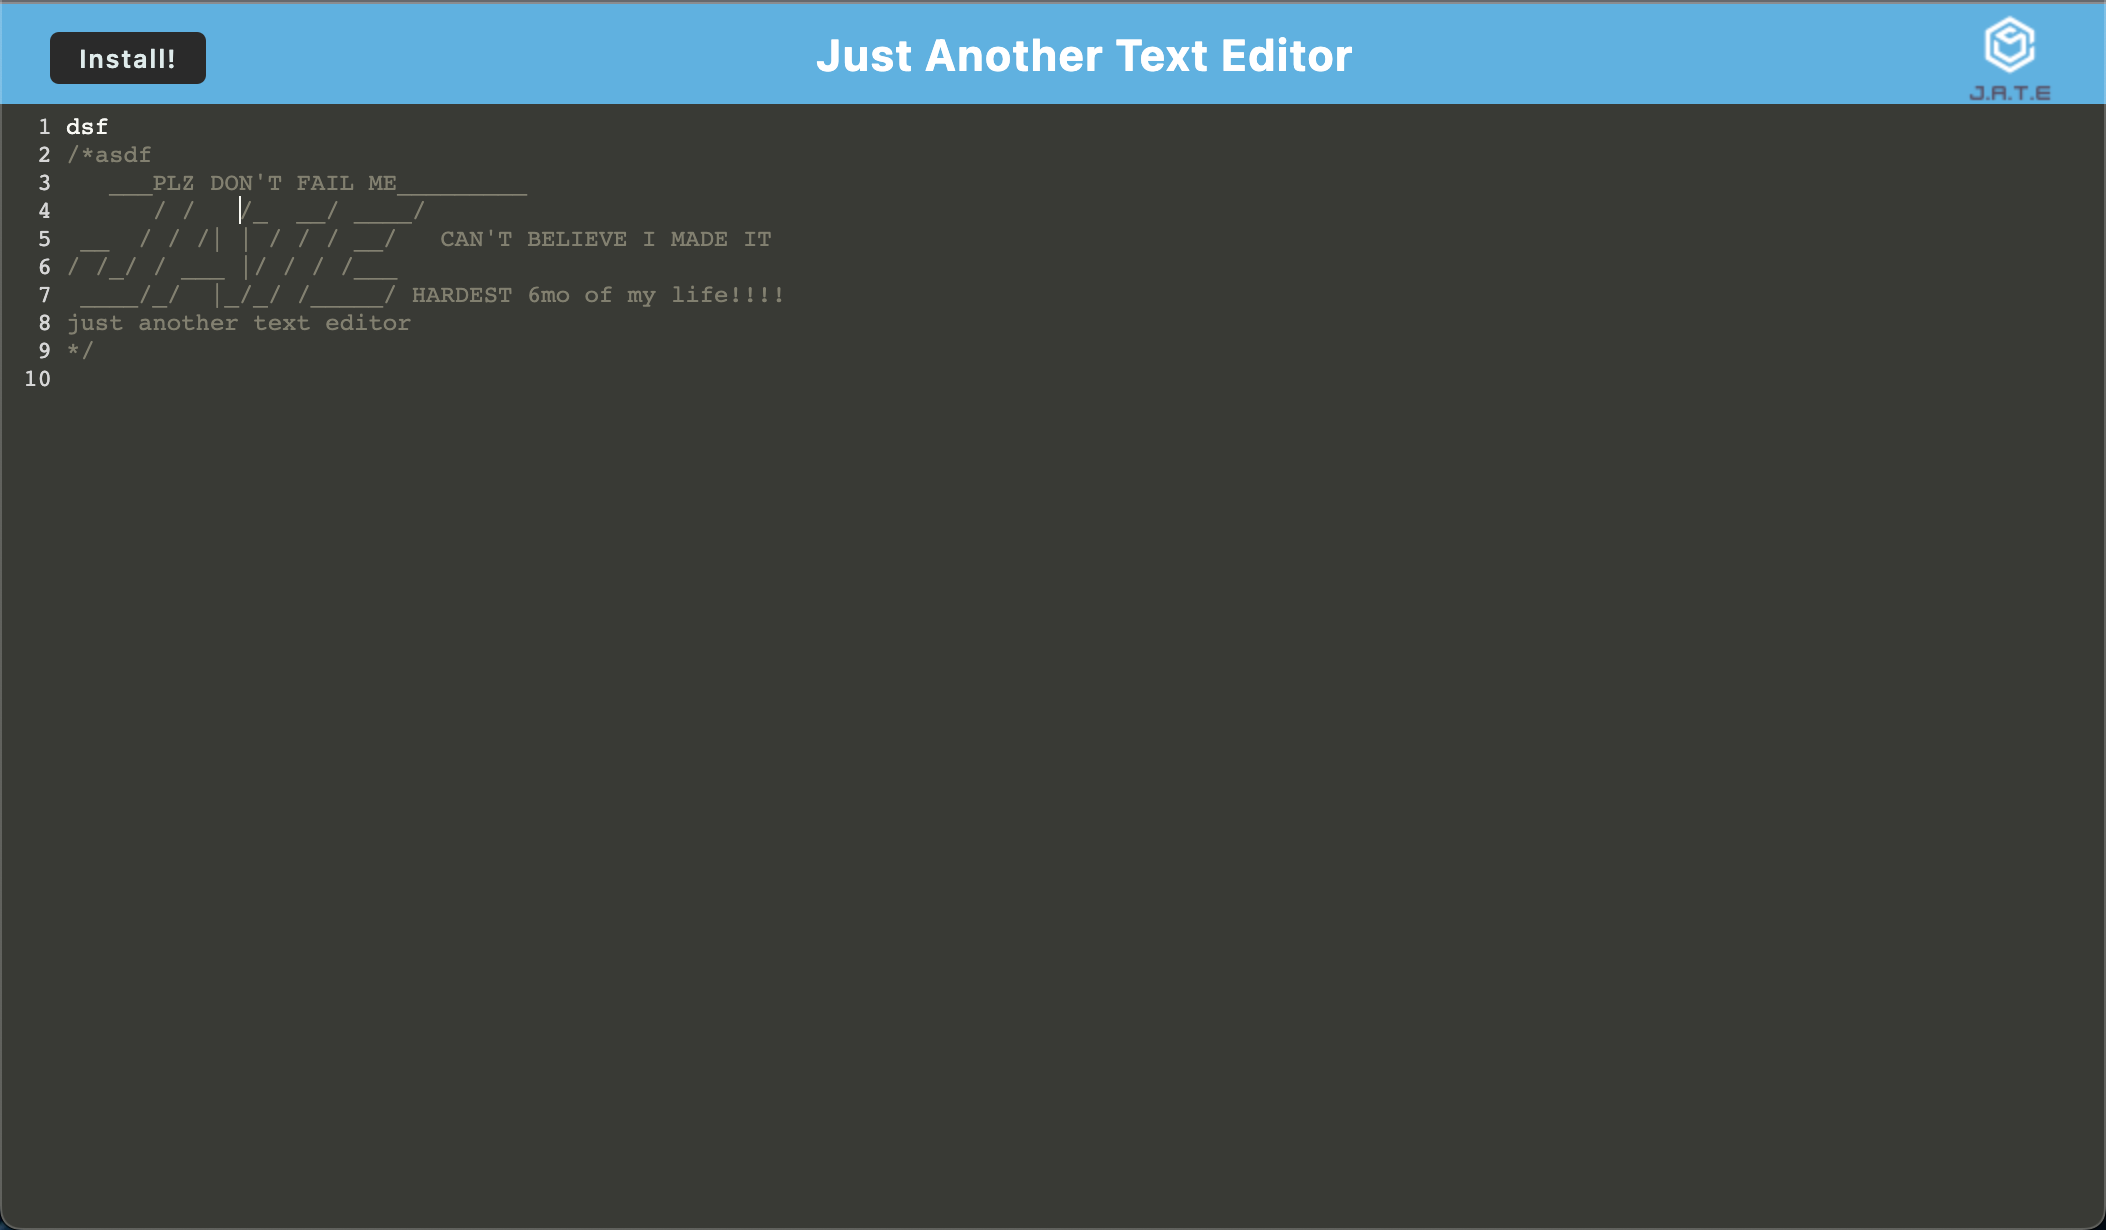 Install!
Just Another Text Editor
J.A.T.E
1 dsf
2 /*asdf
3    ___PLZ DON'T FAIL ME_________
4       / /   /_  __/ ____/
5  __  / / /| | / / / __/   CAN'T BELIEVE I MADE IT
6 / /_/ / ___ |/ / / /___
7  ____/_/  |_/_/ /_____/ HARDEST 6mo of my life!!!!
8 just another text editor
9 */
10